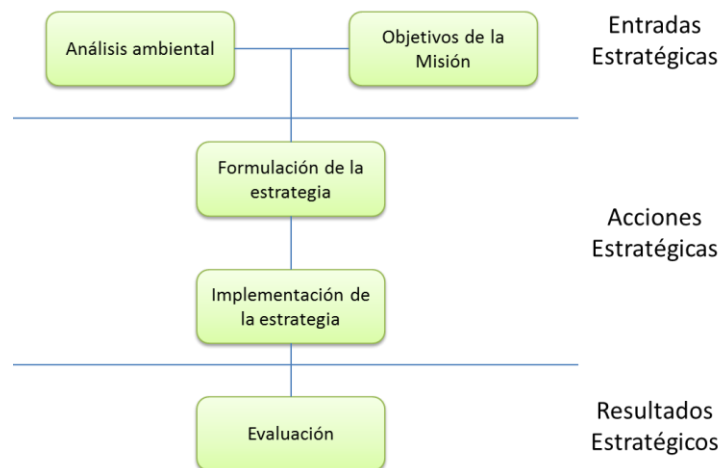 Análisis ambiental
Objetivos de la
Misión
Entradas
Estratégicas
Formulación de la
estrategia
Acciones
Estratégicas
Implementación de
la estrategia
Evaluación
Resultados
Estratégicos